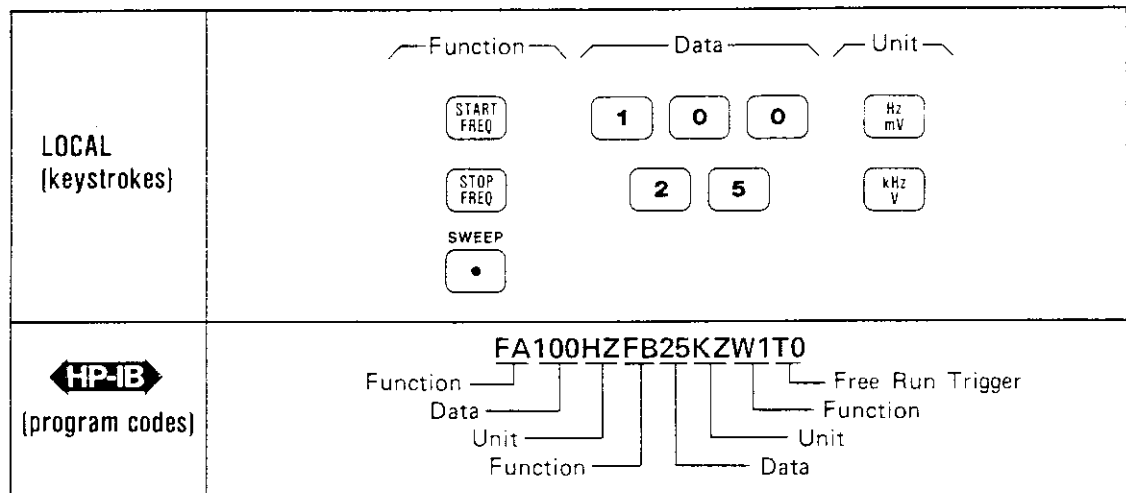 Function Data Unit
LOCAL
(keystrokes)
START
FREQ
1 0 0
Hz
mV
STOP
FREQ
2 5
kHz
V
SWEEP
HP-IB
(program codes)
FA100HZFB25KZW1T0
Function Free Run Trigger
Data Function
Unit Unit
Function Data